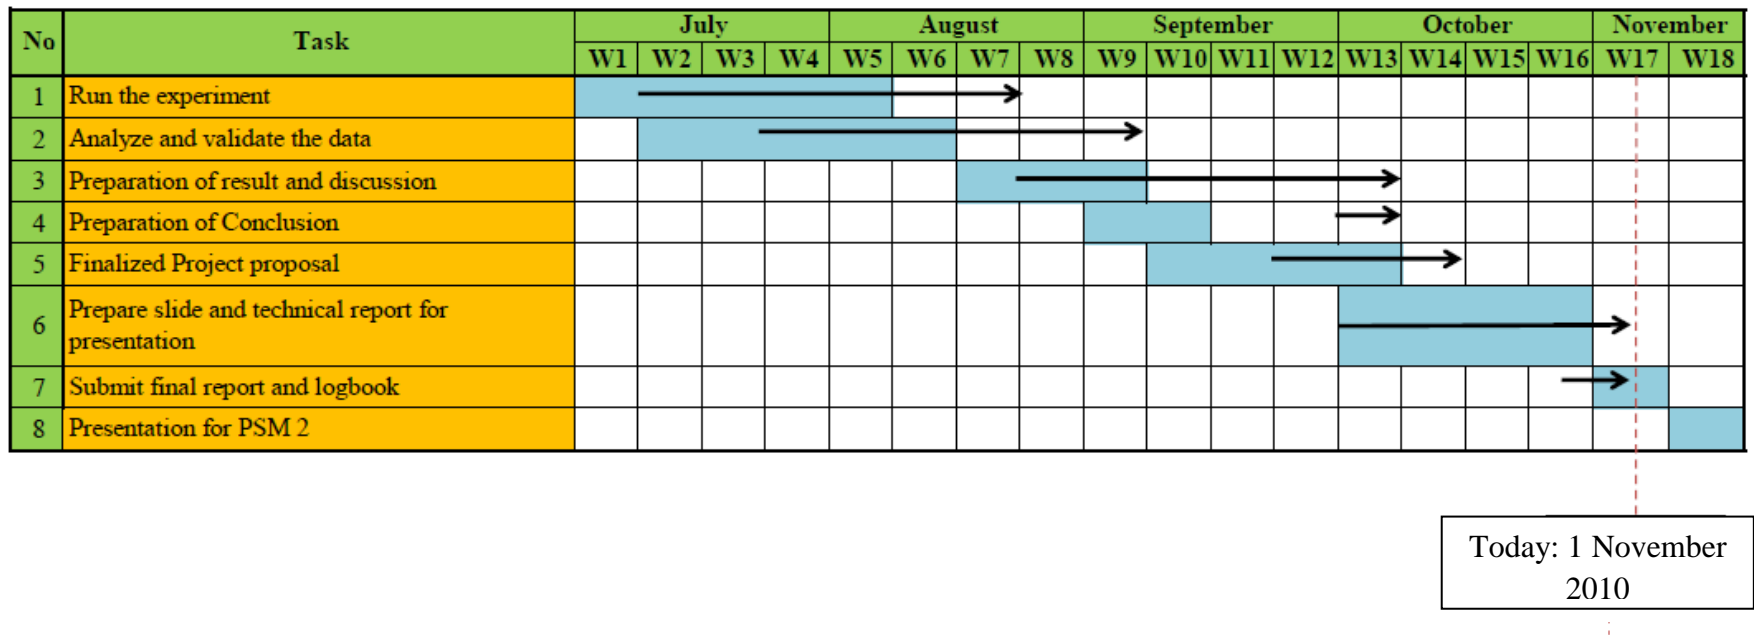 No Task July August September October November
W1 W2 W3 W4 W5 W6 W7 W8 W9 W10 W11 W12 W13 W14 W15 W16 W17 W18
1 Run the experiment
2 Analyze and validate the data
3 Preparation of result and discussion
4 Preparation of Conclusion
5 Finalized Project proposal
6 Prepare slide and technical report for
presentation
7 Submit final report and logbook
8 Presentation for PSM 2
Today: 1 November
2010